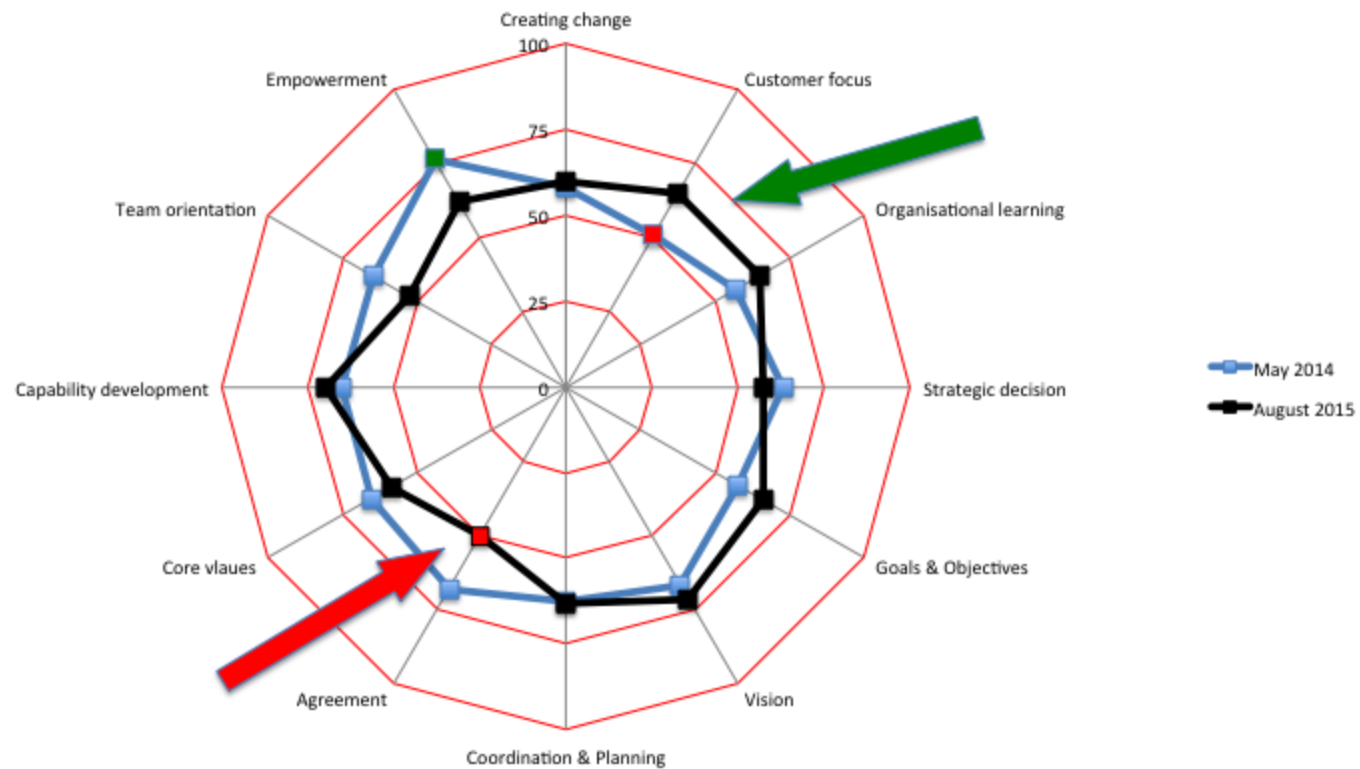 Creating change
100
Empowerment
Customer focus
75
Team orientation
Organisational learning
50
25
Capability development
0
Strategic decision
May 2014
August 2015
Core vlaues
Goals & Objectives
Agreement
Vision
Coordination & Planning